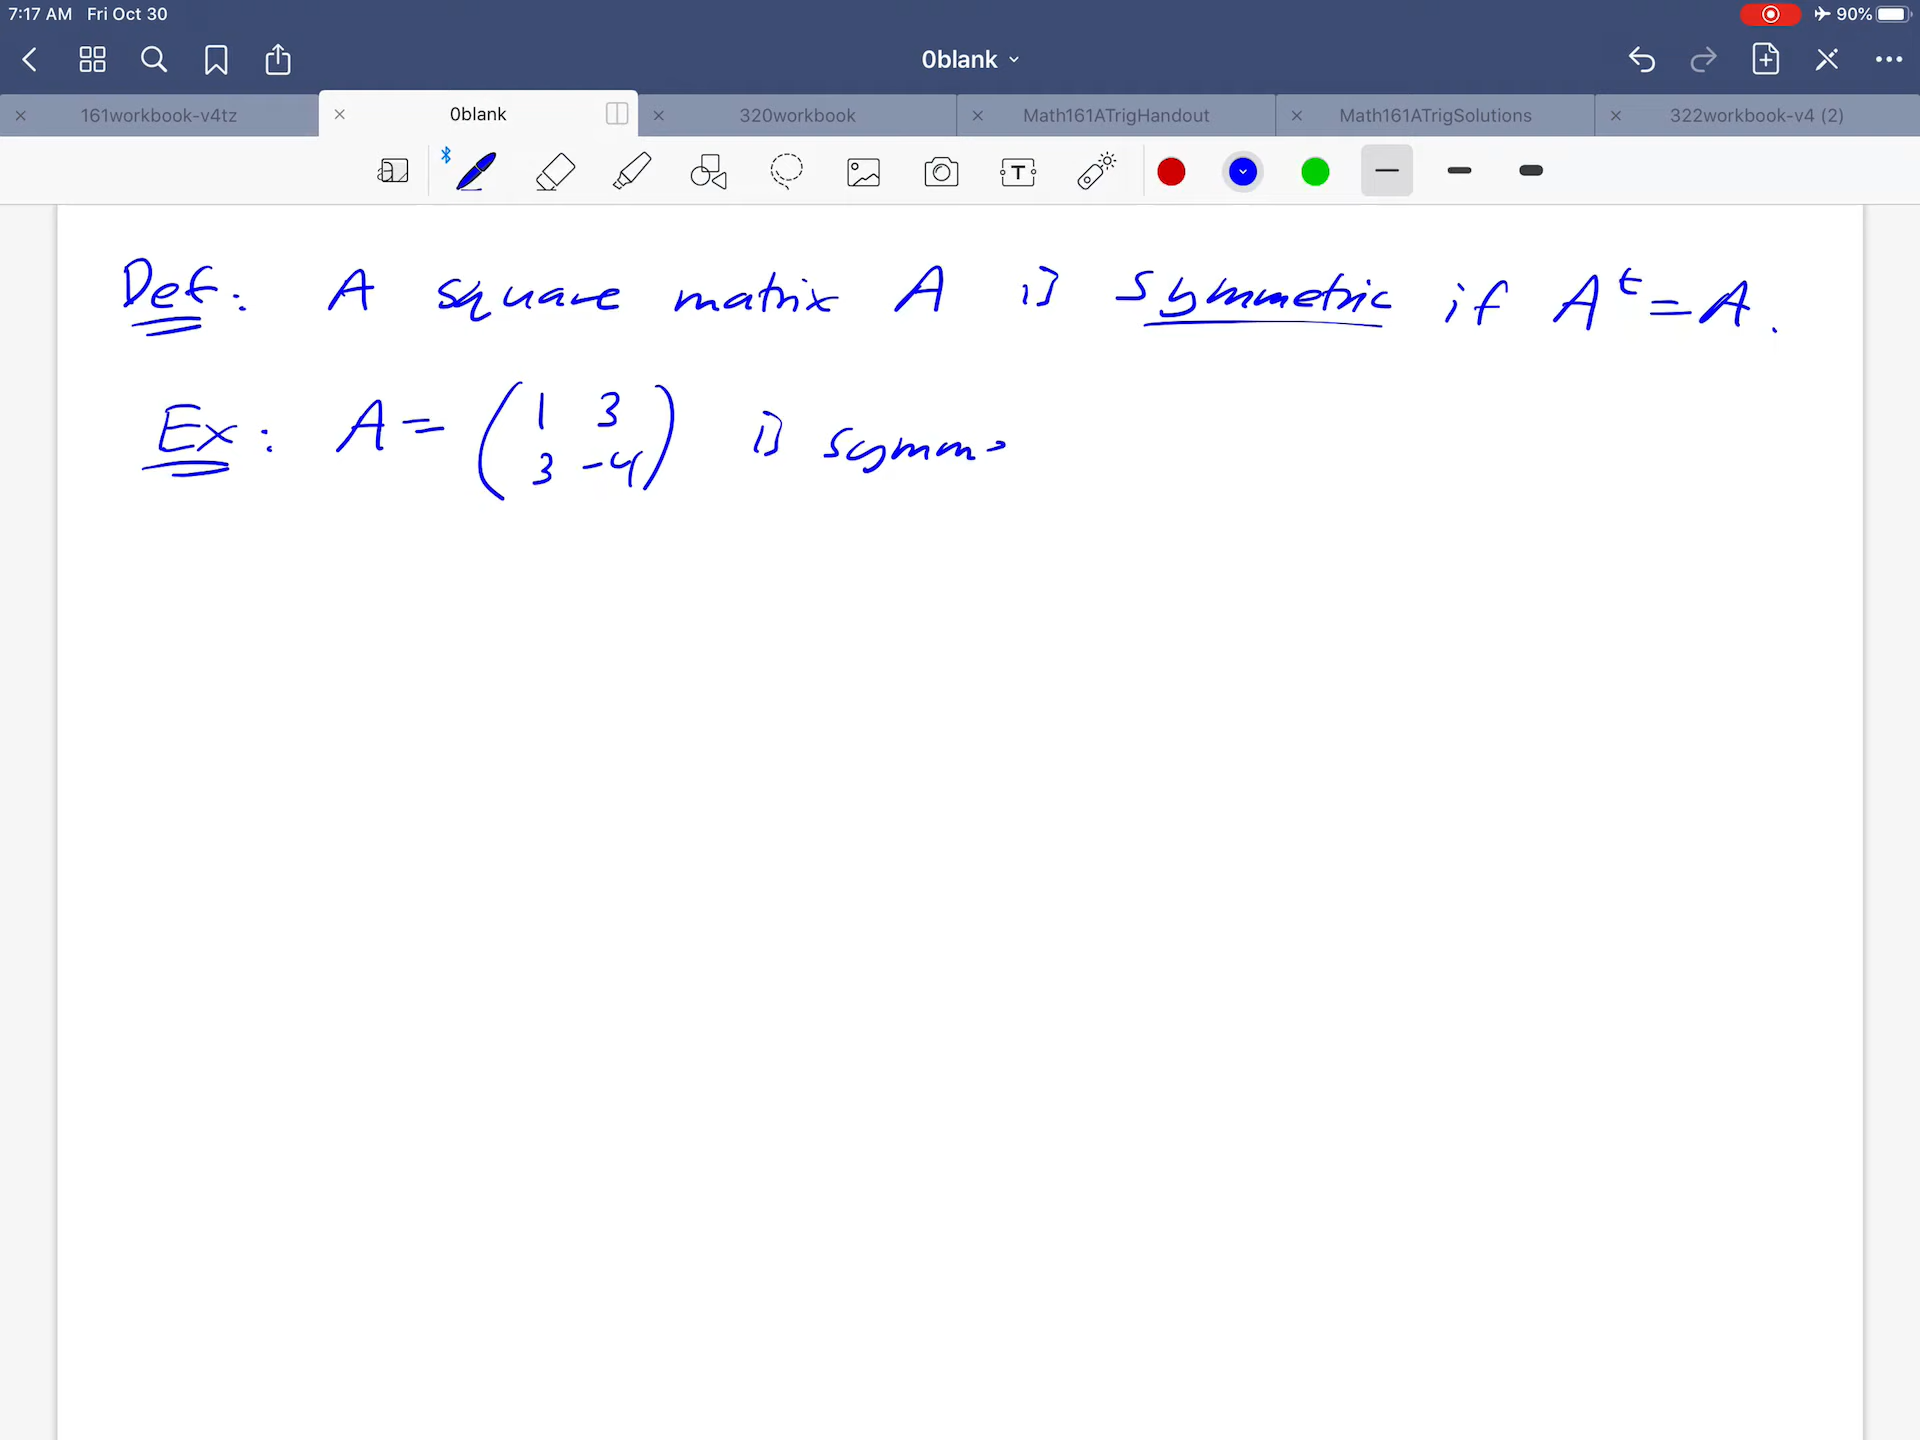 7:17 AM Fri Oct 30 90%
0blank
161workbook-v4tz 0blank 320workbook Math161ATrigHandout Math161ATrigSolutions 322workbook-v4 (2)
Def: A square matrix A is symmetric if Aᵗ = A.
Ex: A = ( 1 3
3 -4 ) is symm